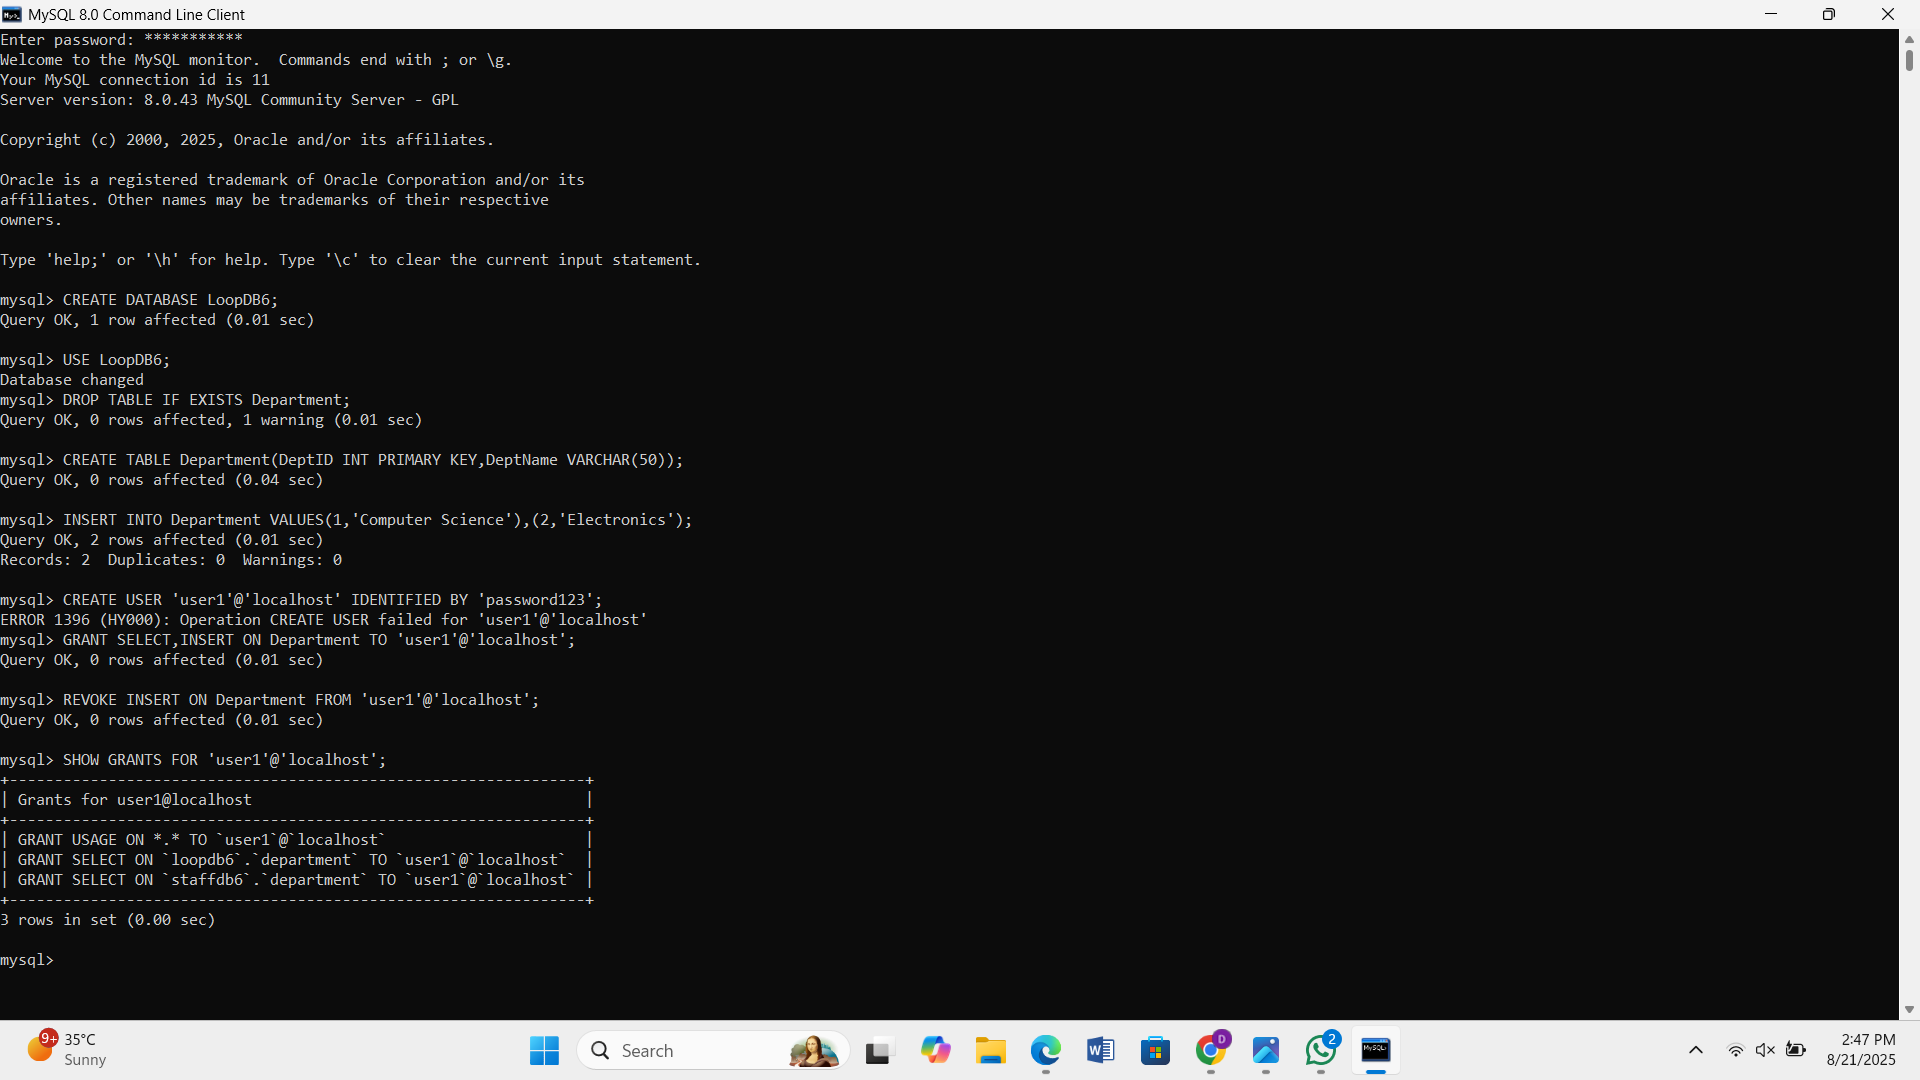 MySQL 8.0 Command Line Client
Enter password: ***********
Welcome to the MySQL monitor.  Commands end with ; or \g.
Your MySQL connection id is 11
Server version: 8.0.43 MySQL Community Server - GPL
Copyright (c) 2000, 2025, Oracle and/or its affiliates.
Oracle is a registered trademark of Oracle Corporation and/or its
affiliates. Other names may be trademarks of their respective
owners.
Type 'help;' or '\h' for help. Type '\c' to clear the current input statement.
mysql> CREATE DATABASE LoopDB6;
Query OK, 1 row affected (0.01 sec)
mysql> USE LoopDB6;
Database changed
mysql> DROP TABLE IF EXISTS Department;
Query OK, 0 rows affected, 1 warning (0.01 sec)
mysql> CREATE TABLE Department(DeptID INT PRIMARY KEY,DeptName VARCHAR(50));
Query OK, 0 rows affected (0.04 sec)
mysql> INSERT INTO Department VALUES(1,'Computer Science'),(2,'Electronics');
Query OK, 2 rows affected (0.01 sec)
Records: 2  Duplicates: 0  Warnings: 0
mysql> CREATE USER 'user1'@'localhost' IDENTIFIED BY 'password123';
ERROR 1396 (HY000): Operation CREATE USER failed for 'user1'@'localhost'
mysql> GRANT SELECT,INSERT ON Department TO 'user1'@'localhost';
Query OK, 0 rows affected (0.01 sec)
mysql> REVOKE INSERT ON Department FROM 'user1'@'localhost';
Query OK, 0 rows affected (0.01 sec)
mysql> SHOW GRANTS FOR 'user1'@'localhost';
+----------------------------------------------------------------+
| Grants for user1@localhost                                     |
+----------------------------------------------------------------+
| GRANT USAGE ON *.* TO `user1`@`localhost`                      |
| GRANT SELECT ON `loopdb6`.`department` TO `user1`@`localhost`  |
| GRANT SELECT ON `staffdb6`.`department` TO `user1`@`localhost` |
+----------------------------------------------------------------+
3 rows in set (0.00 sec)
mysql>
9+
35°C
Sunny
Search
W
D
2
MySQL
2:47 PM
8/21/2025